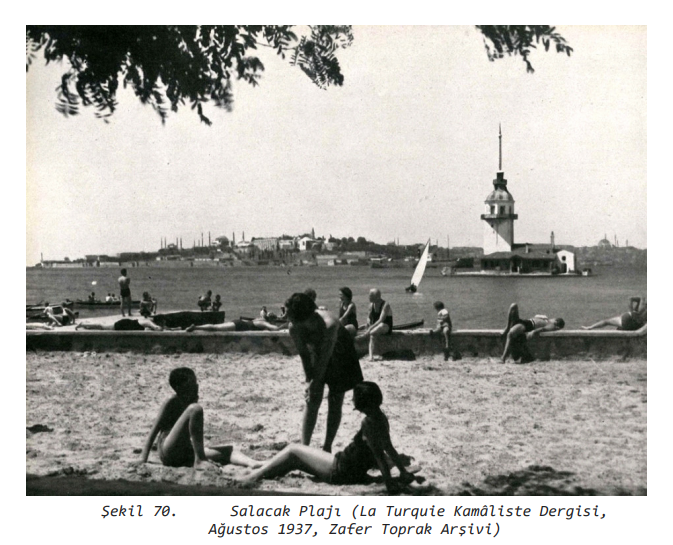 Şekil 70. Salacak Plajı (La Turquie Kamâliste Dergisi,
Ağustos 1937, Zafer Toprak Arşivi)